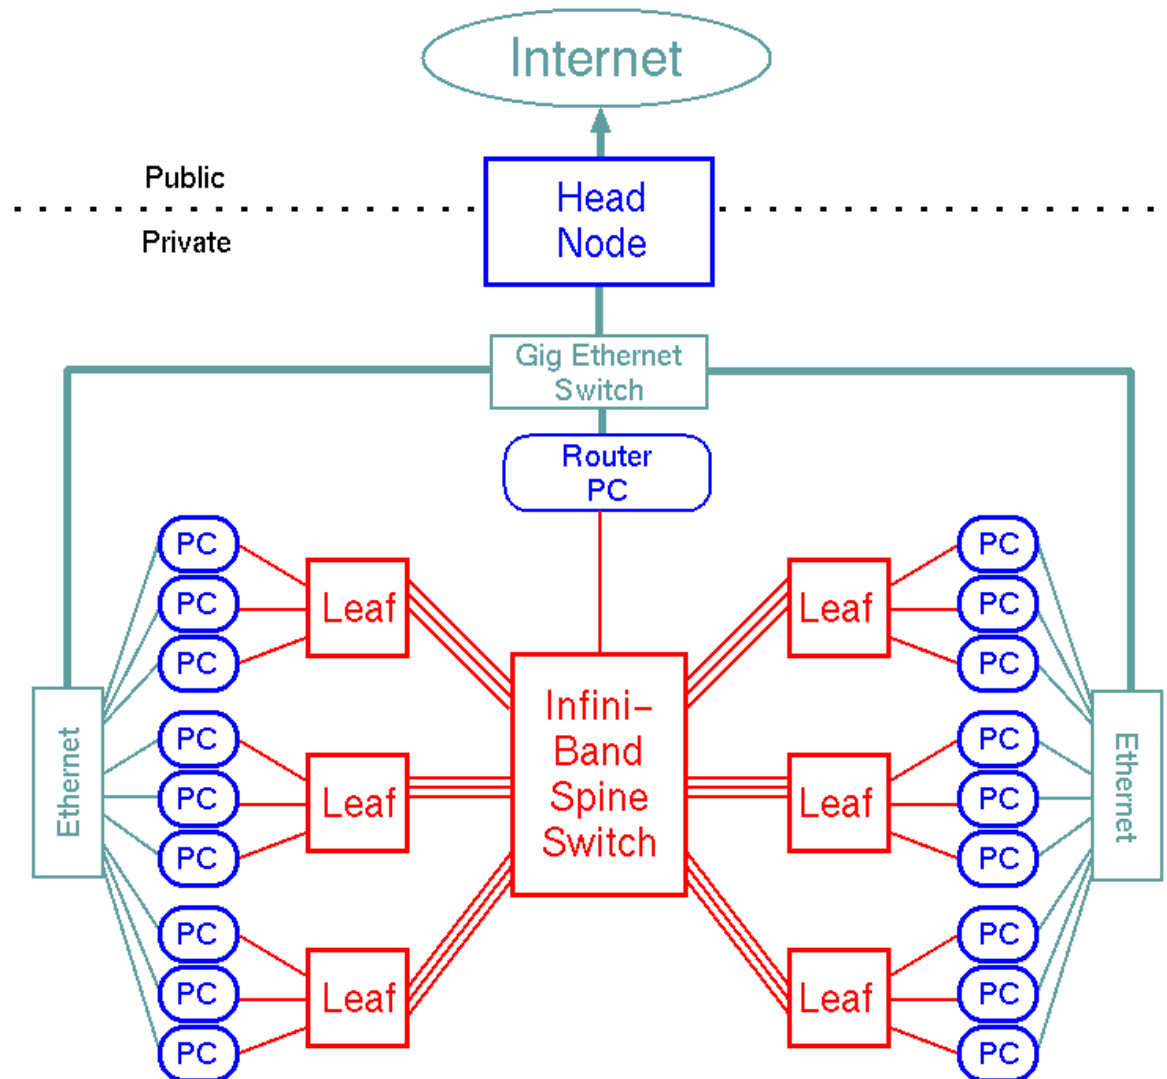 Internet
Public
Private
Head
Node
Gig Ethernet
Switch
Router
PC
PC
PC
PC
Leaf
Leaf
PC
PC
PC
Infini–
Band
Spine
Switch
Ethernet
PC
PC
PC
Leaf
Leaf
PC
PC
PC
Ethernet
PC
PC
PC
Leaf
Leaf
PC
PC
PC